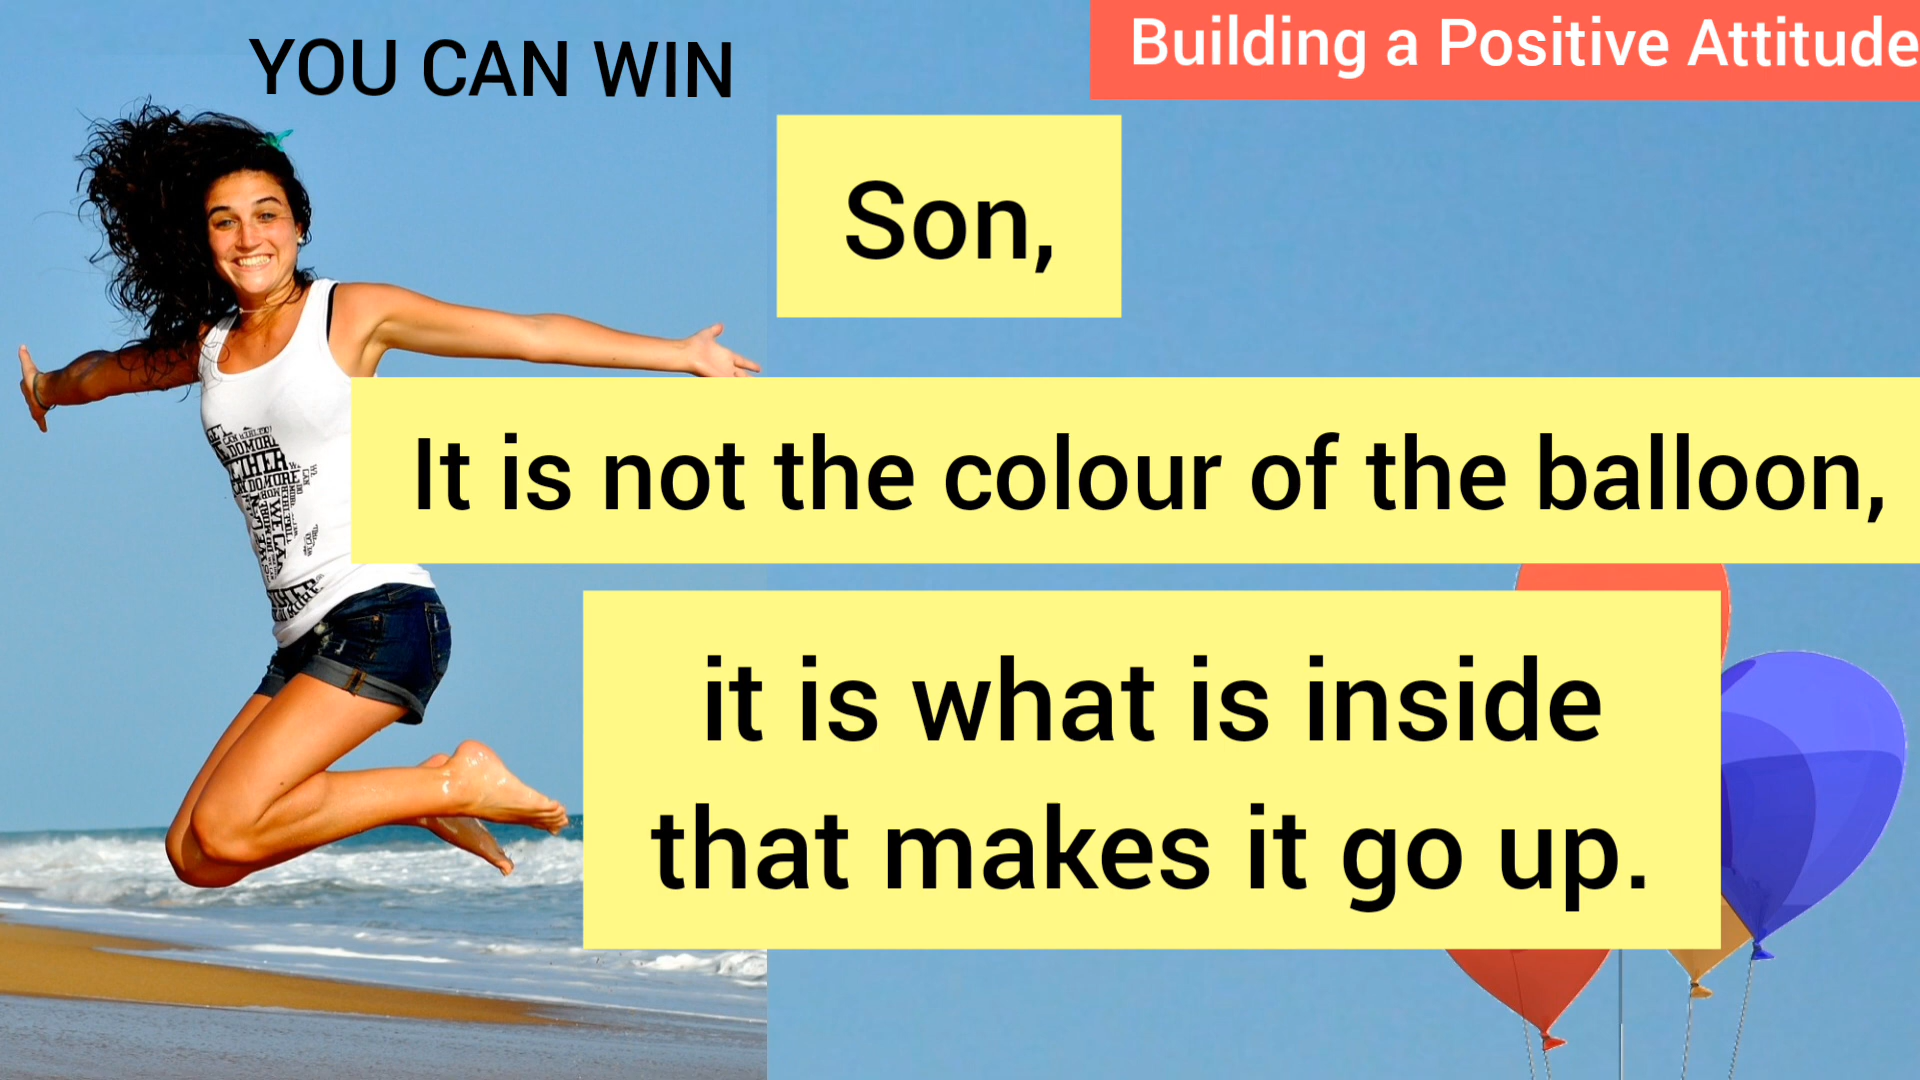 YOU CAN WIN
Building a Positive Attitude
Son,
It is not the colour of the balloon,
it is what is inside
that makes it go up.
DOMORE